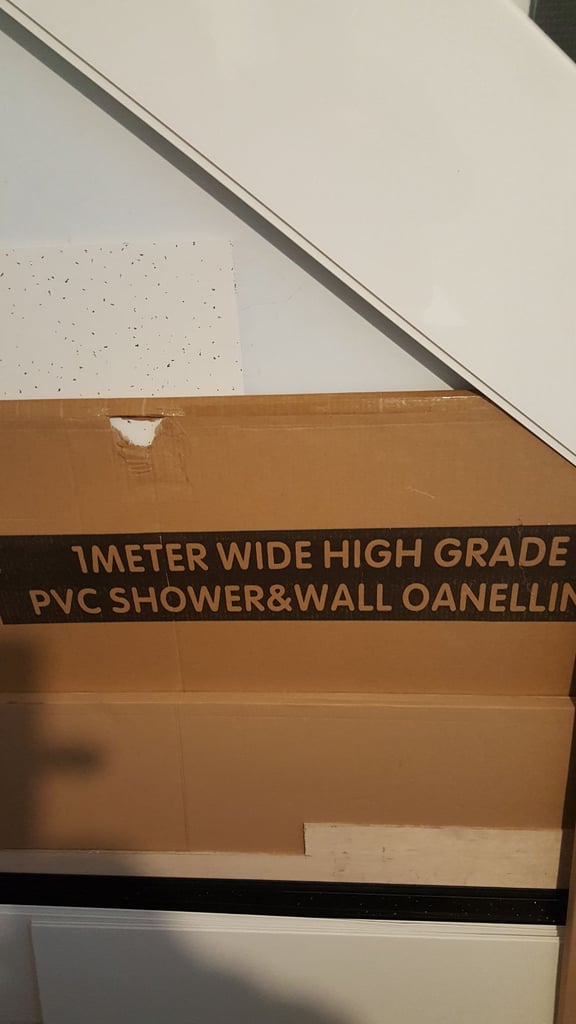 1METER WIDE HIGH GRADE
PVC SHOWER&WALL OANELLIN